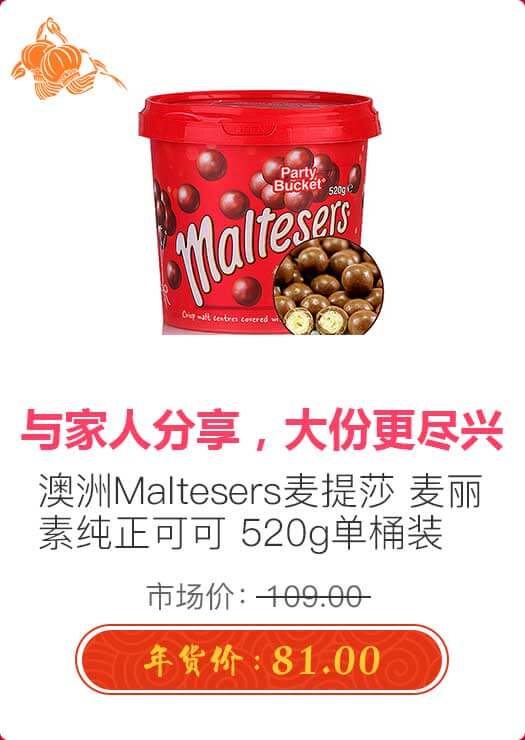 Party
Bucket
520g
Maltesers
Crisp malt centres covered
与家人分享，大份更尽兴
澳洲Maltesers麦提莎 麦丽
素纯正可可 520g单桶装
市场价：109.00
年货价：81.00